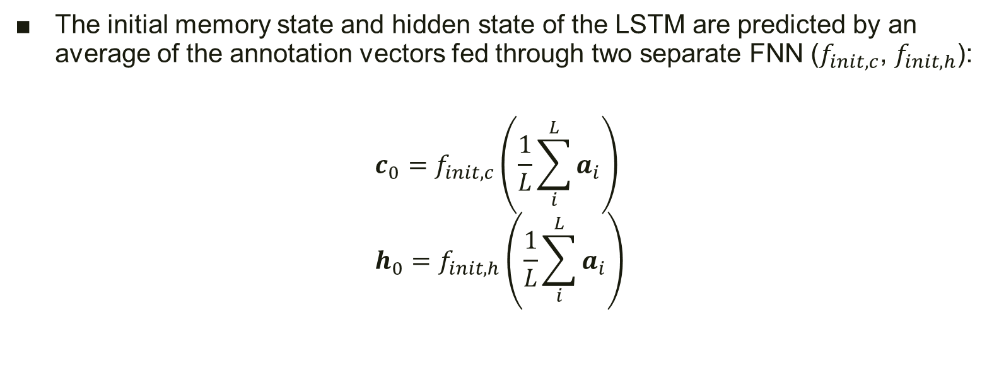 ▪ The initial memory state and hidden state of the LSTM are predicted by an
average of the annotation vectors fed through two separate FNN ($f_{init,c}$, $f_{init,h}$):
$\boldsymbol{c}_0 = f_{init,c}\left(\frac{1}{L}\sum_{i}^{L}\boldsymbol{a}_i\right)$
$\boldsymbol{h}_0 = f_{init,h}\left(\frac{1}{L}\sum_{i}^{L}\boldsymbol{a}_i\right)$